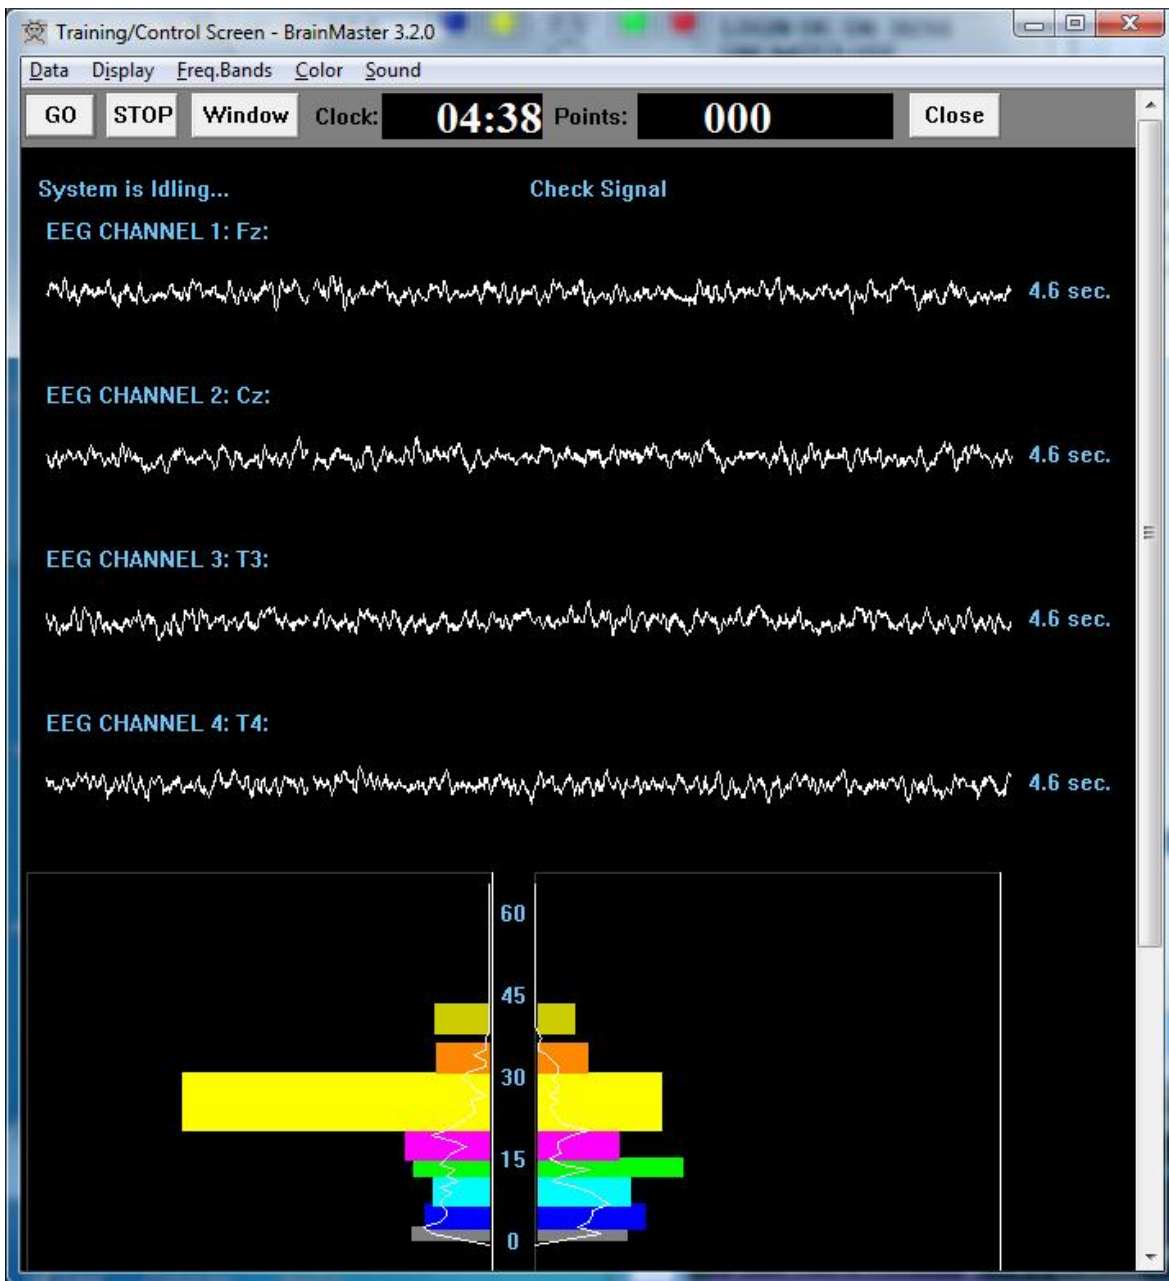 Training/Control Screen - BrainMaster 3.2.0
Data Display Freq.Bands Color Sound
GO STOP Window Clock: 04:38 Points: 000 Close
System is Idling... Check Signal
EEG CHANNEL 1: Fz:
4.6 sec.
EEG CHANNEL 2: Cz:
4.6 sec.
EEG CHANNEL 3: T3:
4.6 sec.
EEG CHANNEL 4: T4:
4.6 sec.
60
45
30
15
0